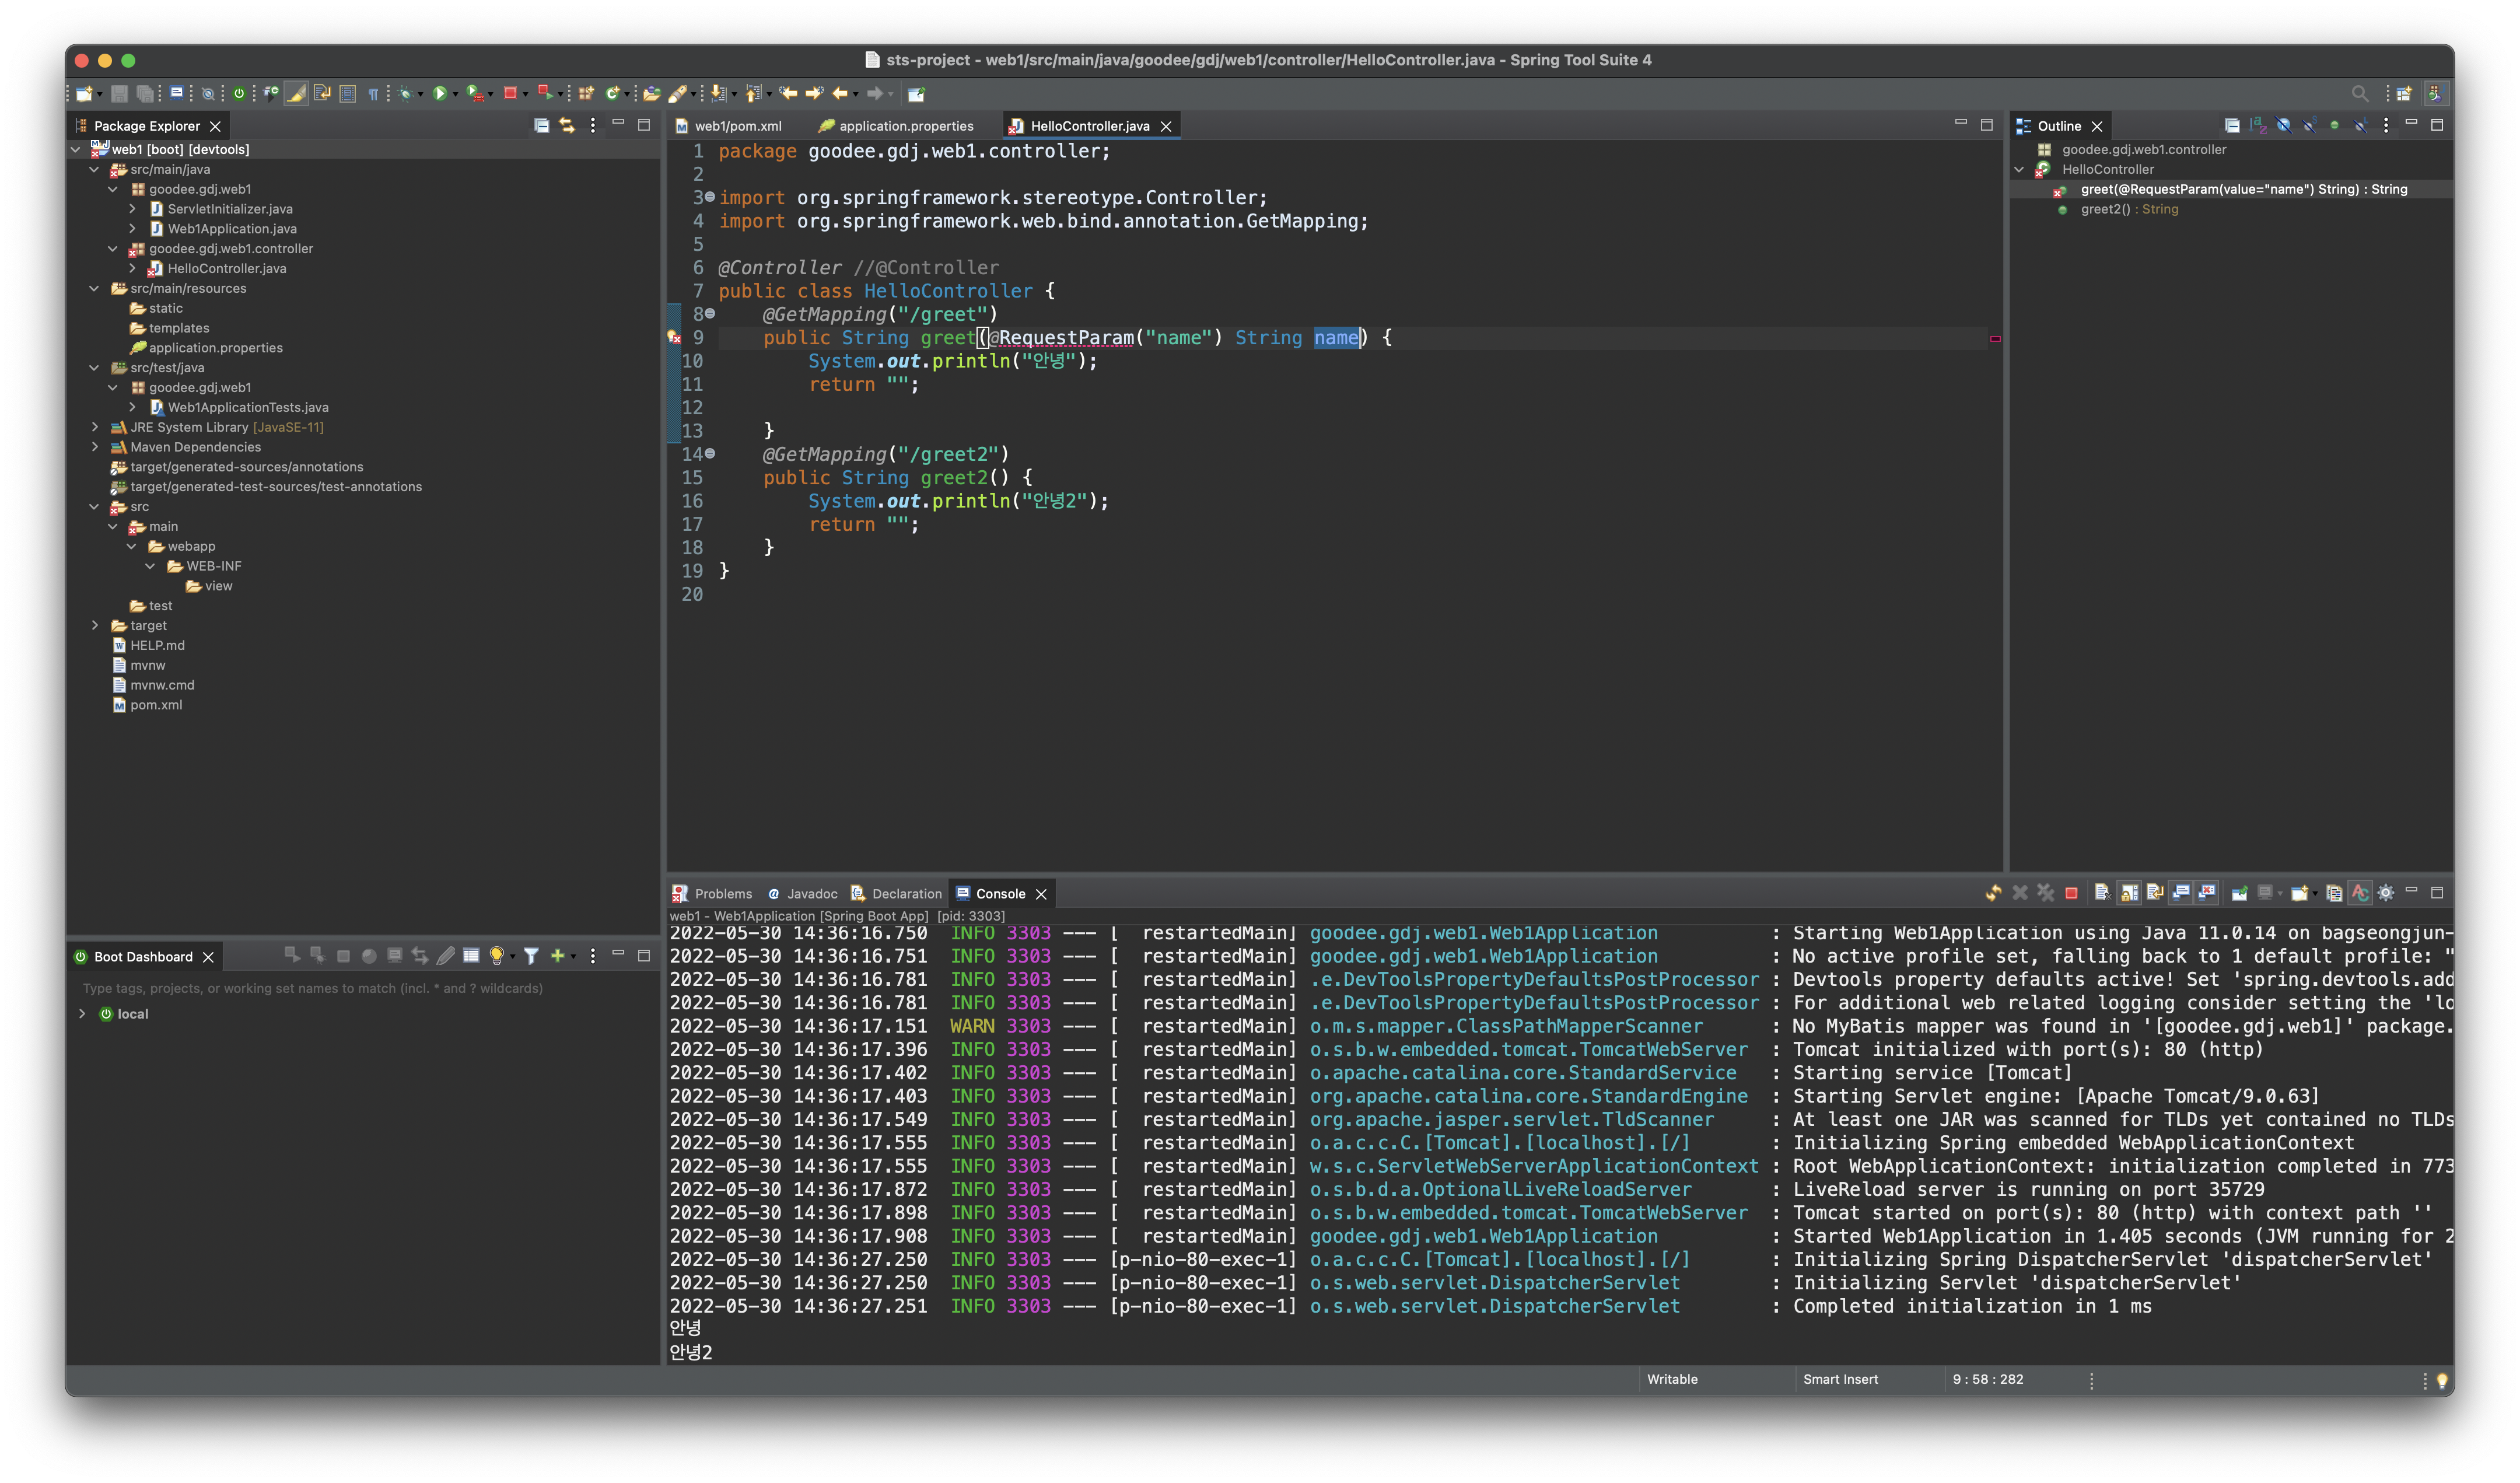 sts-project - web1/src/main/java/goodee/gdj/web1/controller/HelloController.java - Spring Tool Suite 4
Package Explorer
web1 [boot] [devtools]
src/main/java
goodee.gdj.web1
ServletInitializer.java
Web1Application.java
goodee.gdj.web1.controller
HelloController.java
src/main/resources
static
templates
application.properties
src/test/java
goodee.gdj.web1
Web1ApplicationTests.java
JRE System Library [JavaSE-11]
Maven Dependencies
target/generated-sources/annotations
target/generated-test-sources/test-annotations
src
main
webapp
WEB-INF
view
test
target
HELP.md
mvnw
mvnw.cmd
pom.xml
web1/pom.xml
application.properties
HelloController.java
1 package goodee.gdj.web1.controller;
2
3 import org.springframework.stereotype.Controller;
4 import org.springframework.web.bind.annotation.GetMapping;
5
6 @Controller //@Controller
7 public class HelloController {
8 @GetMapping("/greet")
9 public String greet(@RequestParam("name") String name) {
10 System.out.println("안녕");
11 return "";
12
13 }
14 @GetMapping("/greet2")
15 public String greet2() {
16 System.out.println("안녕2");
17 return "";
18 }
19 }
20
Outline
goodee.gdj.web1.controller
HelloController
greet(@RequestParam(value="name") String) : String
greet2() : String
Boot Dashboard
Type tags, projects, or working set names to match (incl. * and ? wildcards)
local
Problems
Javadoc
Declaration
Console
web1 - Web1Application [Spring Boot App] [pid: 3303]
2022-05-30 14:36:16.750 INFO 3303 --- [ restartedMain] goodee.gdj.web1.Web1Application : Starting Web1Application using Java 11.0.14 on bagseongjun-
2022-05-30 14:36:16.751 INFO 3303 --- [ restartedMain] goodee.gdj.web1.Web1Application : No active profile set, falling back to 1 default profile: "
2022-05-30 14:36:16.781 INFO 3303 --- [ restartedMain] .e.DevToolsPropertyDefaultsPostProcessor : Devtools property defaults active! Set 'spring.devtools.add
2022-05-30 14:36:16.781 INFO 3303 --- [ restartedMain] .e.DevToolsPropertyDefaultsPostProcessor : For additional web related logging consider setting the 'lo
2022-05-30 14:36:17.151 WARN 3303 --- [ restartedMain] o.m.s.mapper.ClassPathMapperScanner : No MyBatis mapper was found in '[goodee.gdj.web1]' package.
2022-05-30 14:36:17.396 INFO 3303 --- [ restartedMain] o.s.b.w.embedded.tomcat.TomcatWebServer : Tomcat initialized with port(s): 80 (http)
2022-05-30 14:36:17.402 INFO 3303 --- [ restartedMain] o.apache.catalina.core.StandardService : Starting service [Tomcat]
2022-05-30 14:36:17.403 INFO 3303 --- [ restartedMain] org.apache.catalina.core.StandardEngine : Starting Servlet engine: [Apache Tomcat/9.0.63]
2022-05-30 14:36:17.549 INFO 3303 --- [ restartedMain] org.apache.jasper.servlet.TldScanner : At least one JAR was scanned for TLDs yet contained no TLDs
2022-05-30 14:36:17.555 INFO 3303 --- [ restartedMain] o.a.c.c.C.[Tomcat].[localhost].[/] : Initializing Spring embedded WebApplicationContext
2022-05-30 14:36:17.555 INFO 3303 --- [ restartedMain] w.s.c.ServletWebServerApplicationContext : Root WebApplicationContext: initialization completed in 773
2022-05-30 14:36:17.872 INFO 3303 --- [ restartedMain] o.s.b.d.a.OptionalLiveReloadServer : LiveReload server is running on port 35729
2022-05-30 14:36:17.898 INFO 3303 --- [ restartedMain] o.s.b.w.embedded.tomcat.TomcatWebServer : Tomcat started on port(s): 80 (http) with context path ''
2022-05-30 14:36:17.908 INFO 3303 --- [ restartedMain] goodee.gdj.web1.Web1Application : Started Web1Application in 1.405 seconds (JVM running for 2
2022-05-30 14:36:27.250 INFO 3303 --- [p-nio-80-exec-1] o.a.c.c.C.[Tomcat].[localhost].[/] : Initializing Spring DispatcherServlet 'dispatcherServlet'
2022-05-30 14:36:27.250 INFO 3303 --- [p-nio-80-exec-1] o.s.web.servlet.DispatcherServlet : Initializing Servlet 'dispatcherServlet'
2022-05-30 14:36:27.251 INFO 3303 --- [p-nio-80-exec-1] o.s.web.servlet.DispatcherServlet : Completed initialization in 1 ms
안녕
안녕2
Writable
Smart Insert
9 : 58 : 282